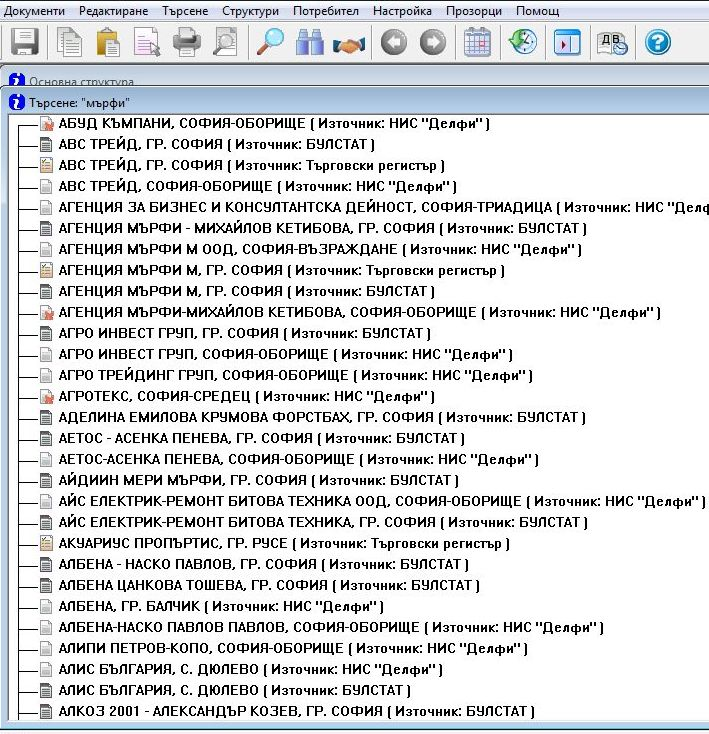 Документи Редактиране Търсене Структури Потребител Настройка Прозорци Помощ
Основна структура
Търсене: "мърфи"
АБУД КЪМПАНИ, СОФИЯ-ОБОРИЩЕ ( Източник: НИС "Делфи" )
АВС ТРЕЙД, ГР. СОФИЯ ( Източник: БУЛСТАТ )
АВС ТРЕЙД, ГР. СОФИЯ ( Източник: Търговски регистър )
АВС ТРЕЙД, СОФИЯ-ОБОРИЩЕ ( Източник: НИС "Делфи" )
АГЕНЦИЯ ЗА БИЗНЕС И КОНСУЛТАНТСКА ДЕЙНОСТ, СОФИЯ-ТРИАДИЦА ( Източник: НИС "Делф
АГЕНЦИЯ МЪРФИ - МИХАЙЛОВ КЕТИБОВА, ГР. СОФИЯ ( Източник: БУЛСТАТ )
АГЕНЦИЯ МЪРФИ М ООД, СОФИЯ-ВЪЗРАЖДАНЕ ( Източник: НИС "Делфи" )
АГЕНЦИЯ МЪРФИ М, ГР. СОФИЯ ( Източник: Търговски регистър )
АГЕНЦИЯ МЪРФИ М, ГР. СОФИЯ ( Източник: БУЛСТАТ )
АГЕНЦИЯ МЪРФИ-МИХАЙЛОВ КЕТИБОВА, СОФИЯ-ОБОРИЩЕ ( Източник: НИС "Делфи" )
АГРО ИНВЕСТ ГРУП, ГР. СОФИЯ ( Източник: БУЛСТАТ )
АГРО ИНВЕСТ ГРУП, СОФИЯ-ОБОРИЩЕ ( Източник: НИС "Делфи" )
АГРО ТРЕЙДИНГ ГРУП, СОФИЯ-ОБОРИЩЕ ( Източник: НИС "Делфи" )
АГРОТЕКС, СОФИЯ-СРЕДЕЦ ( Източник: НИС "Делфи" )
АДЕЛИНА ЕМИЛОВА КРУМОВА ФОРСТБАХ, ГР. СОФИЯ ( Източник: БУЛСТАТ )
АЕТОС - АСЕНКА ПЕНЕВА, ГР. СОФИЯ ( Източник: БУЛСТАТ )
АЕТОС-АСЕНКА ПЕНЕВА, СОФИЯ-ОБОРИЩЕ ( Източник: НИС "Делфи" )
АЙДИИН МЕРИ МЪРФИ, ГР. СОФИЯ ( Източник: БУЛСТАТ )
АЙС ЕЛЕКТРИК-РЕМОНТ БИТОВА ТЕХНИКА ООД, СОФИЯ-ОБОРИЩЕ ( Източник: НИС "Делфи" )
АЙС ЕЛЕКТРИК-РЕМОНТ БИТОВА ТЕХНИКА, ГР. СОФИЯ ( Източник: БУЛСТАТ )
АКУАРИУС ПРОПЪРТИС, ГР. РУСЕ ( Източник: Търговски регистър )
АЛБЕНА - НАСКО ПАВЛОВ, ГР. СОФИЯ ( Източник: БУЛСТАТ )
АЛБЕНА ЦАНКОВА ТОШЕВА, ГР. СОФИЯ ( Източник: БУЛСТАТ )
АЛБЕНА, ГР. БАЛЧИК ( Източник: НИС "Делфи" )
АЛБЕНА-НАСКО ПАВЛОВ ПАВЛОВ, СОФИЯ-ОБОРИЩЕ ( Източник: НИС "Делфи" )
АЛИПИ ПЕТРОВ-КОПО, СОФИЯ-ОБОРИЩЕ ( Източник: НИС "Делфи" )
АЛИС БЪЛГАРИЯ, С. ДЮЛЕВО ( Източник: НИС "Делфи" )
АЛИС БЪЛГАРИЯ, С. ДЮЛЕВО ( Източник: БУЛСТАТ )
АЛКОЗ 2001 - АЛЕКСАНДЪР КОЗЕВ, ГР. СОФИЯ ( Източник: БУЛСТАТ )